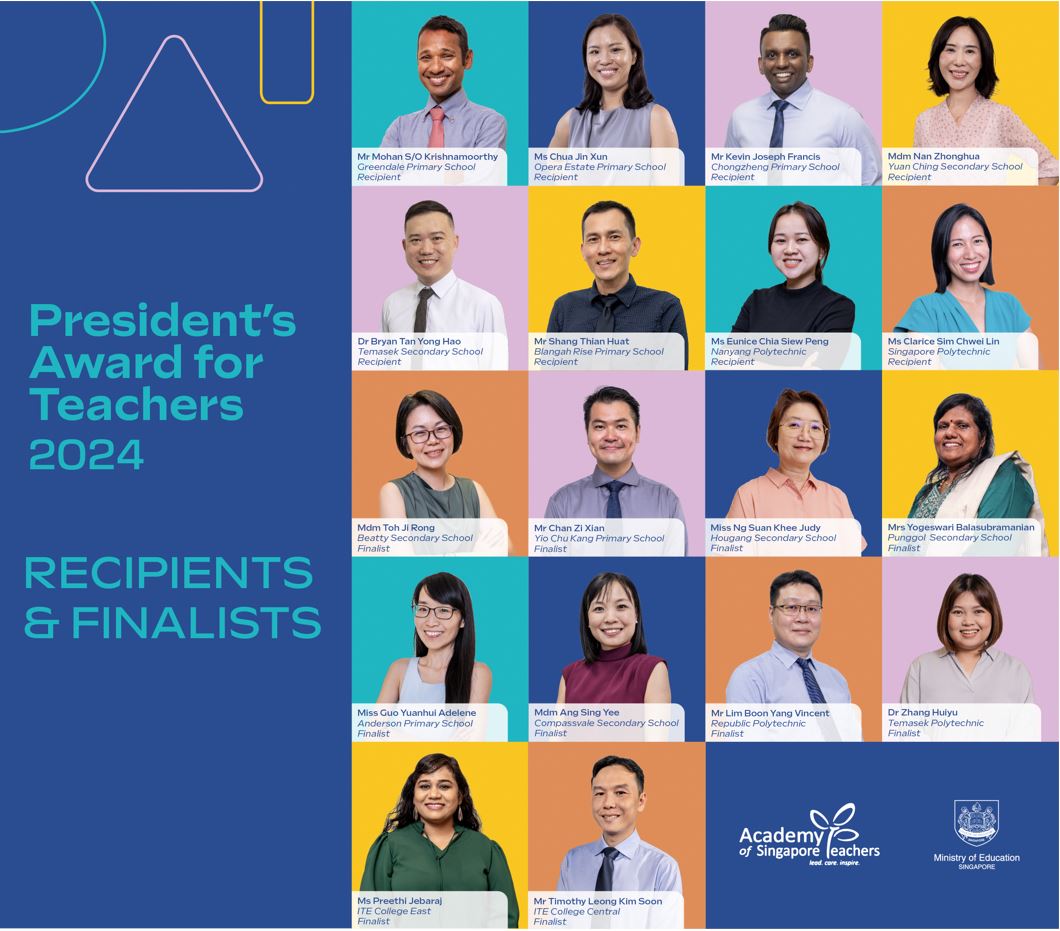 President's
Award for
Teachers
2024
RECIPIENTS
& FINALISTS
Mr Mohan S/O Krishnamoorthy
Greendale Primary School
Recipient
Ms Chua Jin Xun
Opera Estate Primary School
Recipient
Mr Kevin Joseph Francis
Chongzheng Primary School
Recipient
Mdm Nan Zhonghua
Yuan Ching Secondary School
Recipient
Dr Bryan Tan Yong Hao
Temasek Secondary School
Recipient
Mr Shang Thian Huat
Blangah Rise Primary School
Recipient
Ms Eunice Chia Siew Peng
Nanyang Polytechnic
Recipient
Ms Clarice Sim Chwei Lin
Singapore Polytechnic
Recipient
Mdm Toh Ji Rong
Beatty Secondary School
Finalist
Mr Chan Zi Xian
Yio Chu Kang Primary School
Finalist
Miss Ng Suan Khee Judy
Hougang Secondary School
Finalist
Mrs Yogeswari Balasubramanian
Punggol Secondary School
Finalist
Miss Guo Yuanhui Adelene
Anderson Primary School
Finalist
Mdm Ang Sing Yee
Compassvale Secondary School
Finalist
Mr Lim Boon Yang Vincent
Republic Polytechnic
Finalist
Dr Zhang Huiyu
Temasek Polytechnic
Finalist
Ms Preethi Jebaraj
ITE College East
Finalist
Mr Timothy Leong Kim Soon
ITE College Central
Finalist
Academy
of Singapore Teachers
lead. care. inspire.
Ministry of Education
SINGAPORE